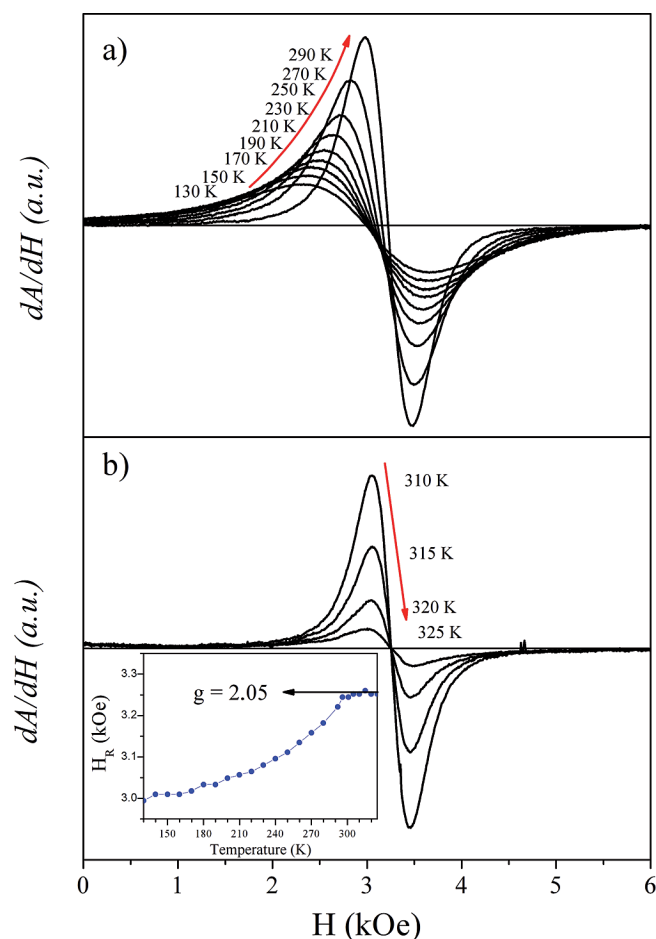 a)
290 K
270 K
250 K
230 K
210 K
190 K
170 K
150 K
130 K
dA/dH (a.u.)
b)
310 K
315 K
320 K
325 K
dA/dH (a.u.)
g = 2.05
3.3
3.2
3.1
3.0
H_R (kOe)
150 180 210 240 270 300
Temperature (K)
0 1 2 3 4 5 6
H (kOe)